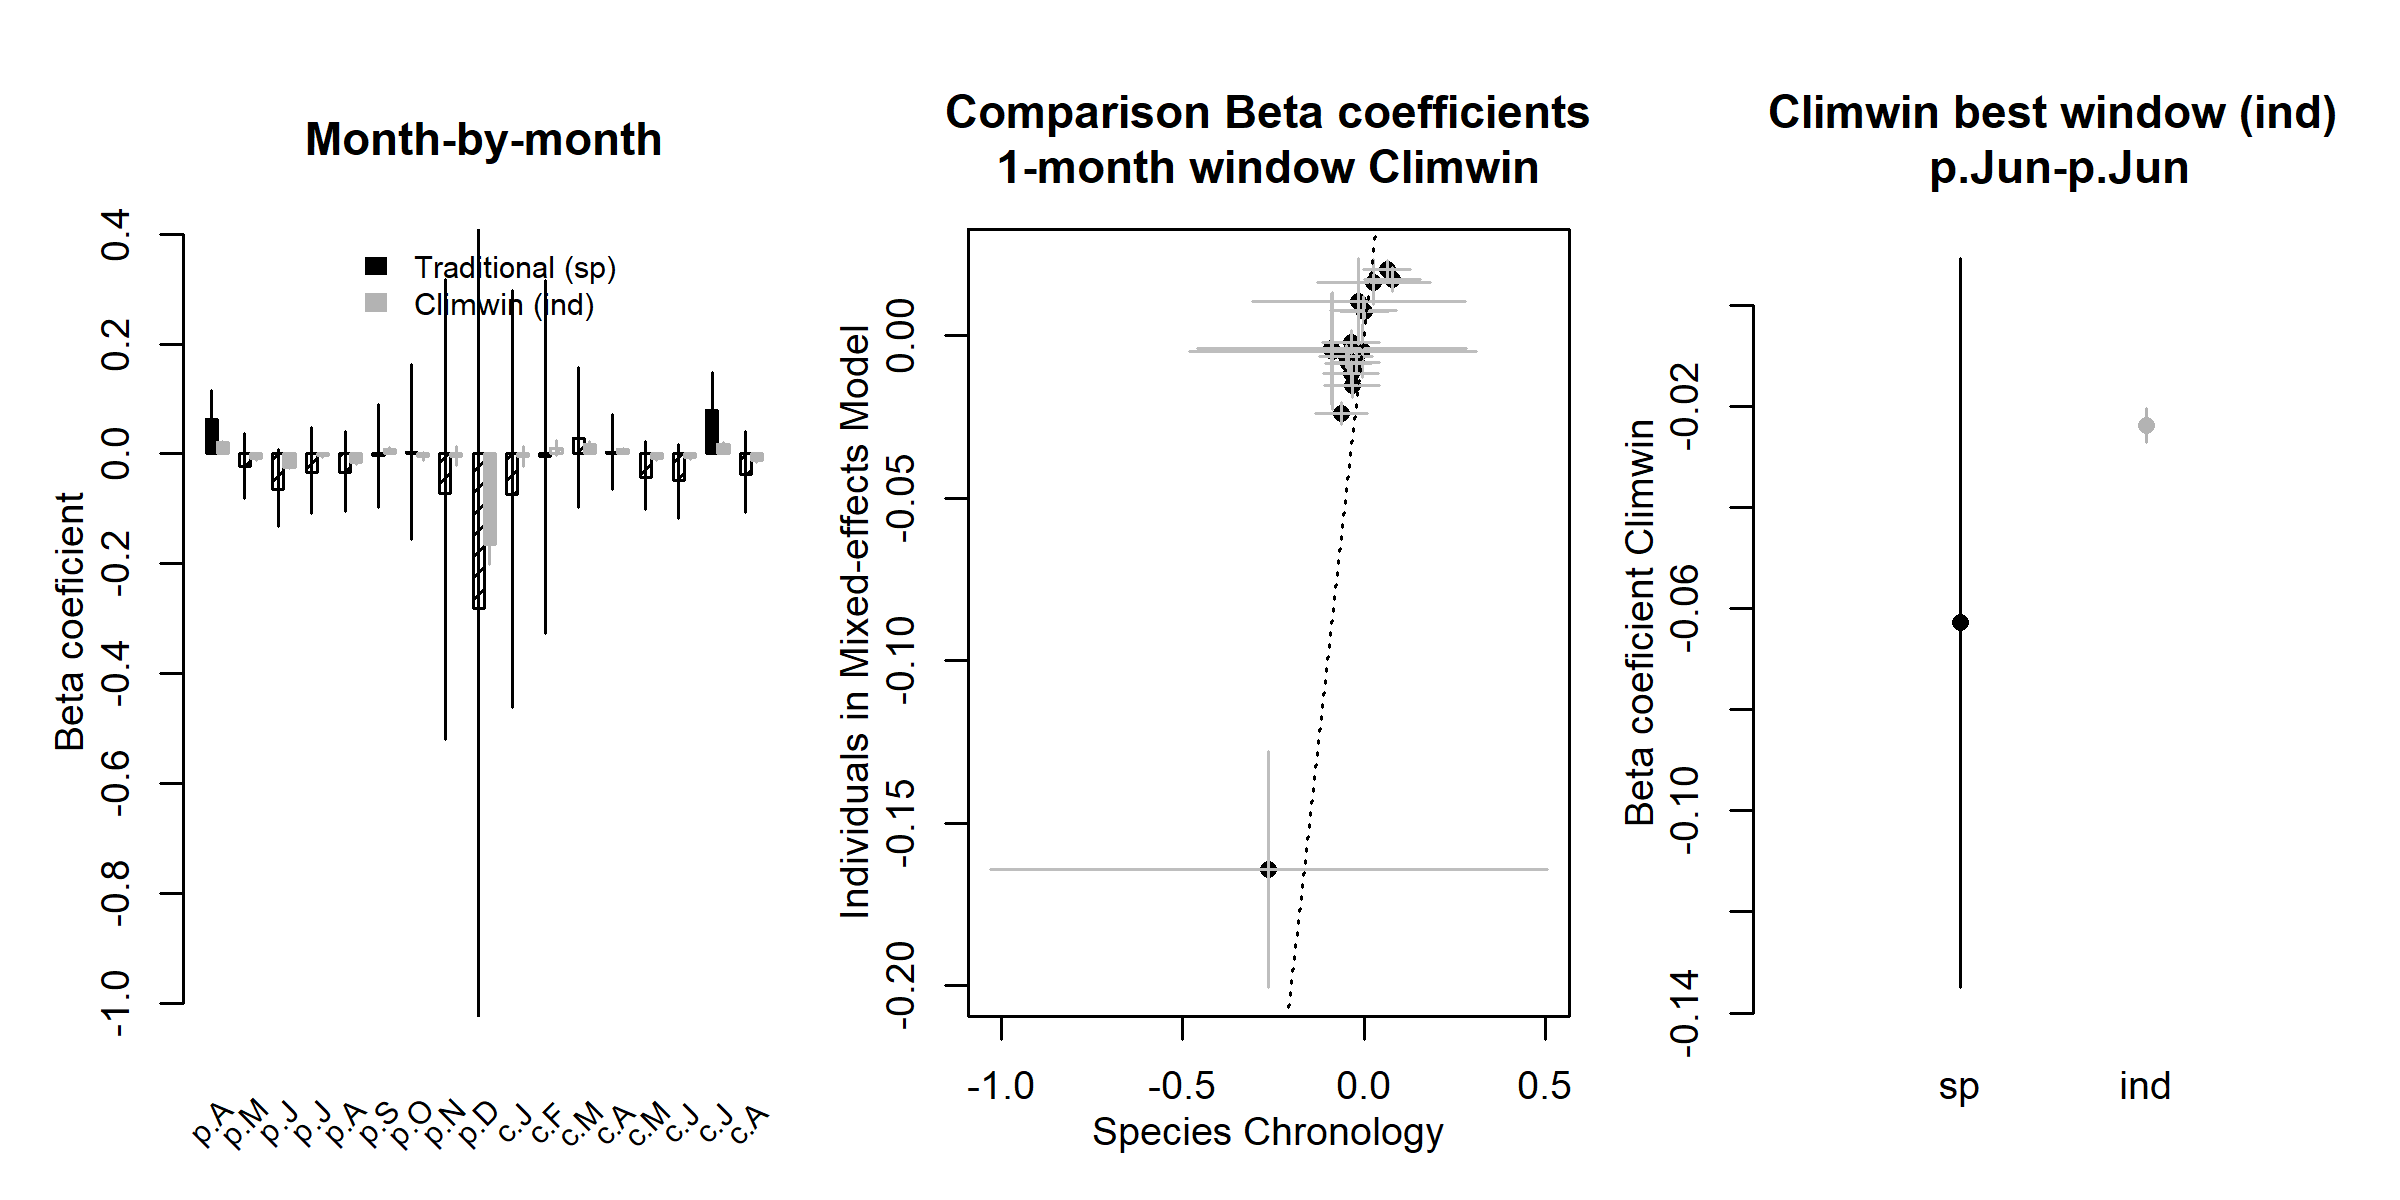 Month-by-month
Beta coeficient
0.4
0.2
0.0
-0.2
-0.4
-0.6
-0.8
-1.0
Traditional (sp)
Climwin (ind)
p.A
p.M
p.J
p.J
p.A
p.S
p.O
p.N
p.D
c.J
c.F
c.M
c.A
c.M
c.J
c.J
c.A
Comparison Beta coefficients
1-month window Climwin
Individuals in Mixed-effects Model
0.00
-0.05
-0.10
-0.15
-0.20
-1.0
-0.5
0.0
0.5
Species Chronology
Climwin best window (ind)
p.Jun-p.Jun
Beta coeficient Climwin
-0.02
-0.06
-0.10
-0.14
sp
ind